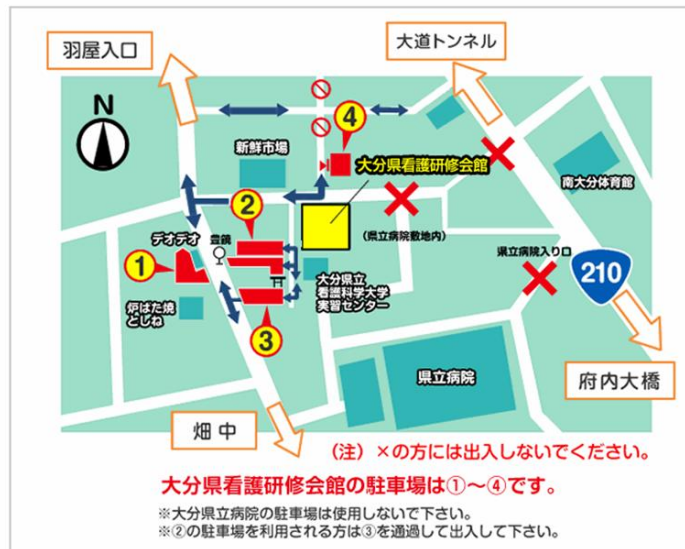 羽屋入口
大道トンネル
N
4
新鮮市場
大分県看護研修会館
南大分体育館
2
(県立病院敷地内)
デオデオ
豊鏡
県立病院入り口
1
210
大分県立
看護科学大学
実習センター
炉ばた焼
としね
3
県立病院
府内大橋
畑中
(注)×の方には出入しないでください。
大分県看護研修会館の駐車場は①〜④です。
※大分県立病院の駐車場は使用しないで下さい。
※②の駐車場を利用される方は③を通過して出入して下さい。